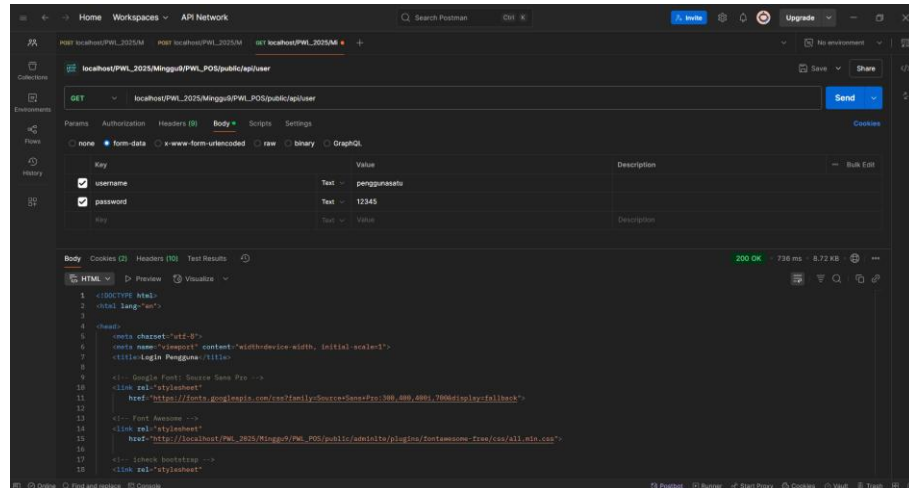 Home Workspaces API Network Search Postman Ctrl K Invite Upgrade
POST localhost/PWL_2025/M POST localhost/PWL_2025/M GET localhost/PWL_2025/Mi No environment
localhost/PWL_2025/Minggu9/PWL_POS/public/api/user Save Share
Collections
GET localhost/PWL_2025/Minggu9/PWL_POS/public/api/user Send
Environments
Params Authorization Headers (9) Body Scripts Settings Cookies
Flows
none form-data x-www-form-urlencoded raw binary GraphQL
History
Key Value Description Bulk Edit
username Text penggunasatu
password Text 12345
Key Text Value Description
Body Cookies (2) Headers (10) Test Results 200 OK 736 ms 8.72 KB
HTML Preview Visualize
1 <!DOCTYPE html>
2 <html lang="en">
3
4 <head>
5 <meta charset="utf-8">
6 <meta name="viewport" content="width=device-width, initial-scale=1">
7 <title>Login Pengguna</title>
8
9 <!-- Google Font: Source Sans Pro -->
10 <link rel="stylesheet"
11 href="https://fonts.googleapis.com/css?family=Source+Sans+Pro:300,400,400i,700&display=fallback">
12
13 <!-- Font Awesome -->
14 <link rel="stylesheet"
15 href="http://localhost/PWL_2025/Minggu9/PWL_POS/public/adminlte/plugins/fontawesome-free/css/all.min.css">
16
17 <!-- icheck bootstrap -->
18 <link rel="stylesheet"
Online Find and replace Console Postbot Runner Start Proxy Cookies Vault Trash